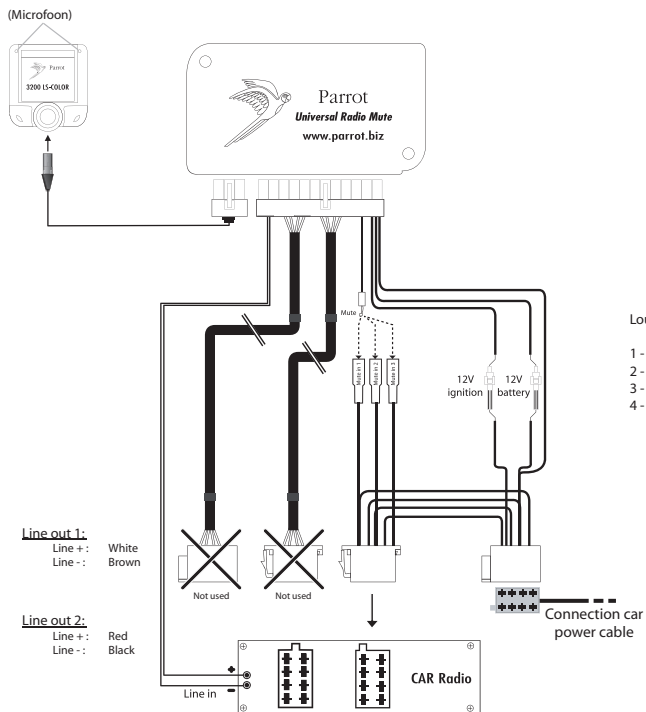 (Microfoon)
Parrot
3200 LS-COLOR
Parrot
Universal Radio Mute
www.parrot.biz
Mute
Mute in 1
Mute in 2
Mute in 3
12V
ignition
12V
battery
1 -
2 -
3 -
4 -
Line out 1:
Line + : White
Line - : Brown
Not used
Not used
Line out 2:
Line + : Red
Line - : Black
Connection car
power cable
+
-
Line in
CAR Radio